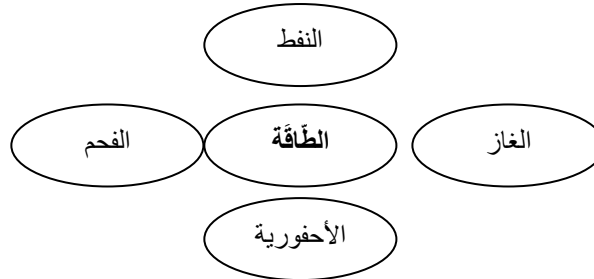 النفط
الغاز
الطّاقَة
الفحم
الأحفورية